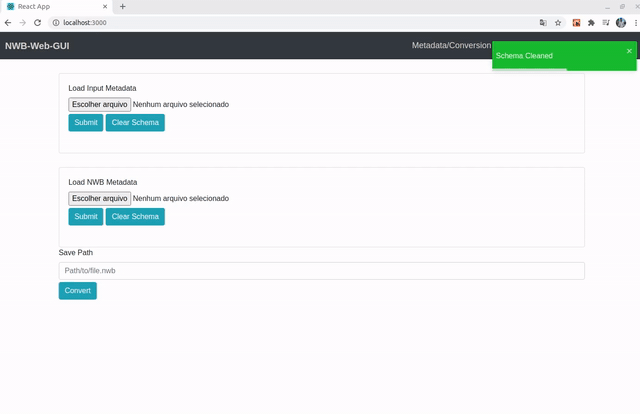 React App
localhost:3000
NWB-Web-GUI
Metadata/Conversion
Schema Cleaned
Load Input Metadata
Escolher arquivo Nenhum arquivo selecionado
Submit Clear Schema
Load NWB Metadata
Escolher arquivo Nenhum arquivo selecionado
Submit Clear Schema
Save Path
Path/to/file.nwb
Convert